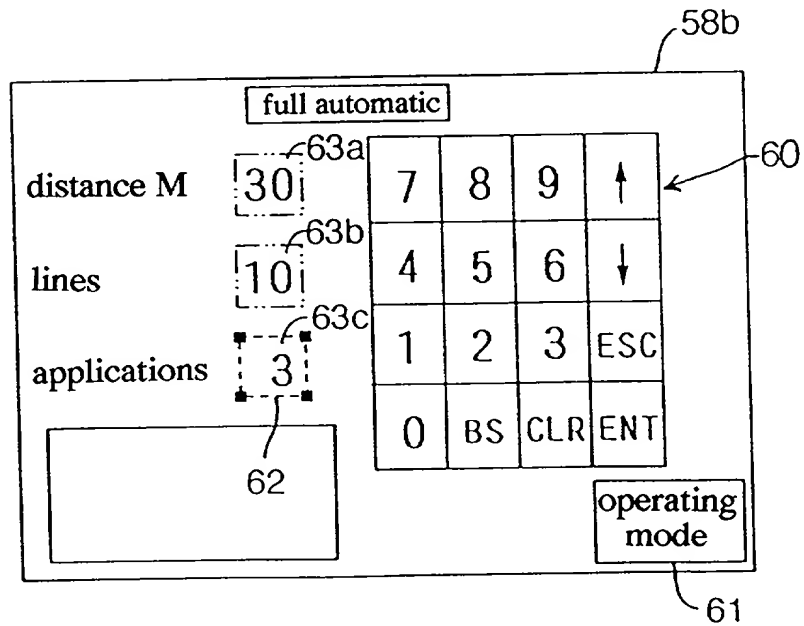 58b
full automatic
63a
60
distance M 30
7 8 9 ↑
63b
lines 10
4 5 6 ↓
63c
applications 3
1 2 3 ESC
0 BS CLR ENT
62
operating
mode
61